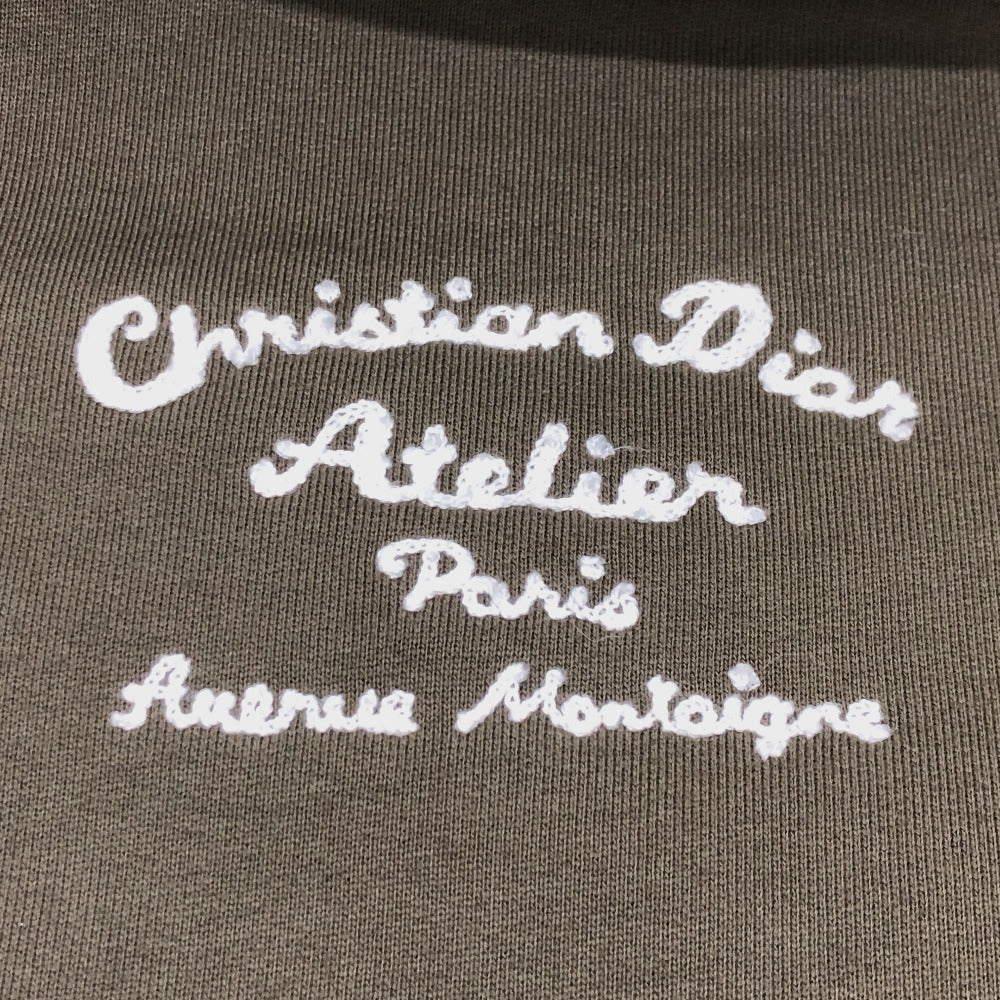 Christian Dior
Atelier
Paris
Avenue Montaigne